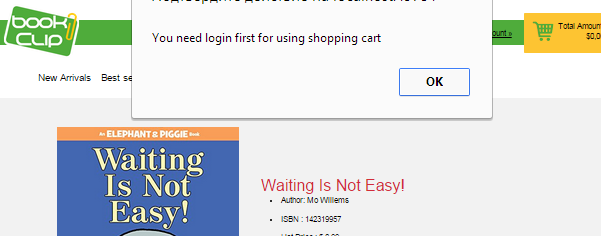 book
CLIP
You need login first for using shopping cart
OK
ount »
Total Amoun
$0,0
New Arrivals Best se
An ELEPHANT & PIGGIE Book
Waiting
Is Not
Easy!
Waiting Is Not Easy!
Author: Mo Willems
ISBN : 142319957